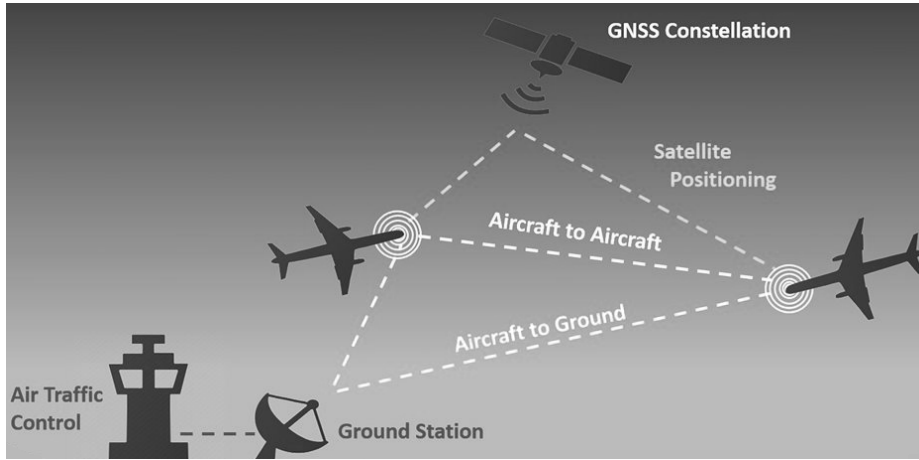 GNSS Constellation
Satellite
Positioning
Aircraft to Aircraft
Aircraft to Ground
Air Traffic
Control
Ground Station